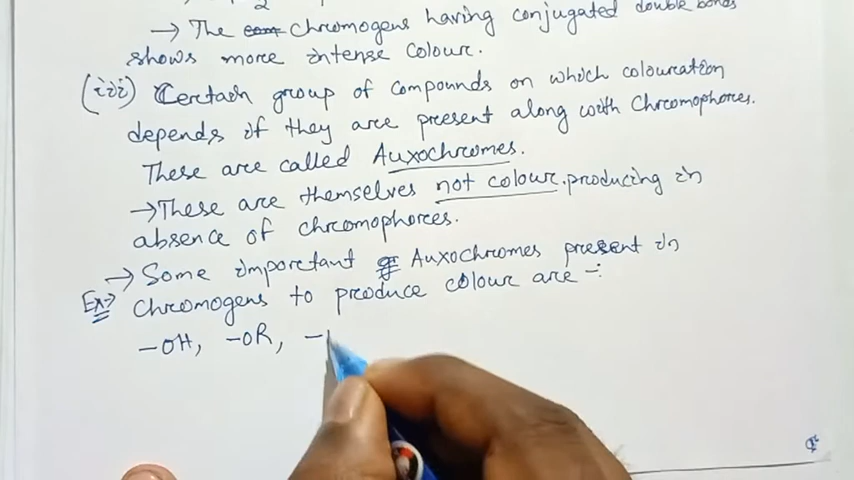 2
→ The chromogens having conjugated double bonds
shows more intense colour.
(iii) Certain group of compounds on which colouration
depends if they are present along with Chromophores.
These are called Auxochromes.
→ These are themselves not colour producing in
absence of chromophores.
→ Some important Auxochromes present in
Ex→ Chromogens to produce colour are :-
-OH, -OR, -